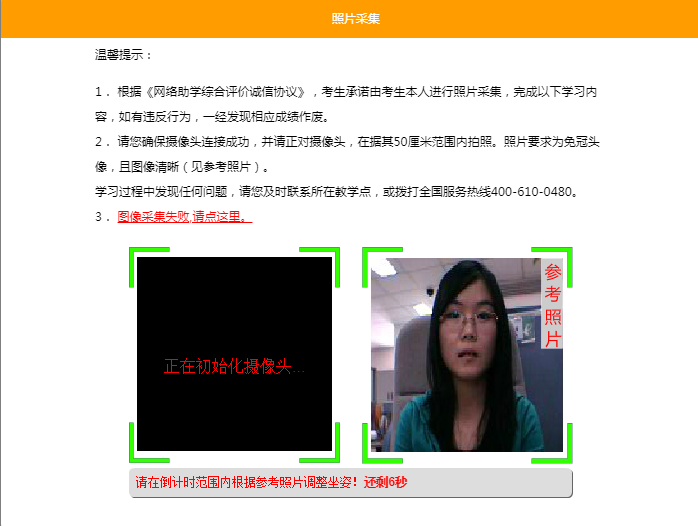 照片采集
温馨提示：
1． 根据《网络助学综合评价诚信协议》，考生承诺由考生本人进行照片采集，完成以下学习内
容，如有违反行为，一经发现相应成绩作废。
2． 请您确保摄像头连接成功，并请正对摄像头，在据其50厘米范围内拍照。照片要求为免冠头
像，且图像清晰（见参考照片）。
学习过程中发现任何问题，请您及时联系所在教学点，或拨打全国服务热线400-610-0480。
3． 图像采集失败,请点这里。
正在初始化摄像头...
参考照片
请在倒计时范围内根据参考照片调整坐姿！还剩6秒